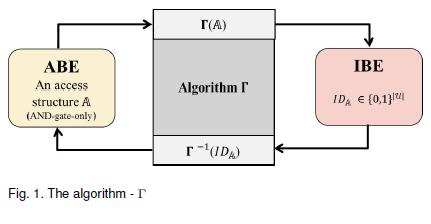 Γ(𝔸)
ABE
An access
structure 𝔸
(AND-gate-only)
Algorithm Γ
IBE
ID_𝔸 ∈ {0,1}^|𝒰|
Γ⁻¹(ID_𝔸)
Fig. 1. The algorithm - Γ